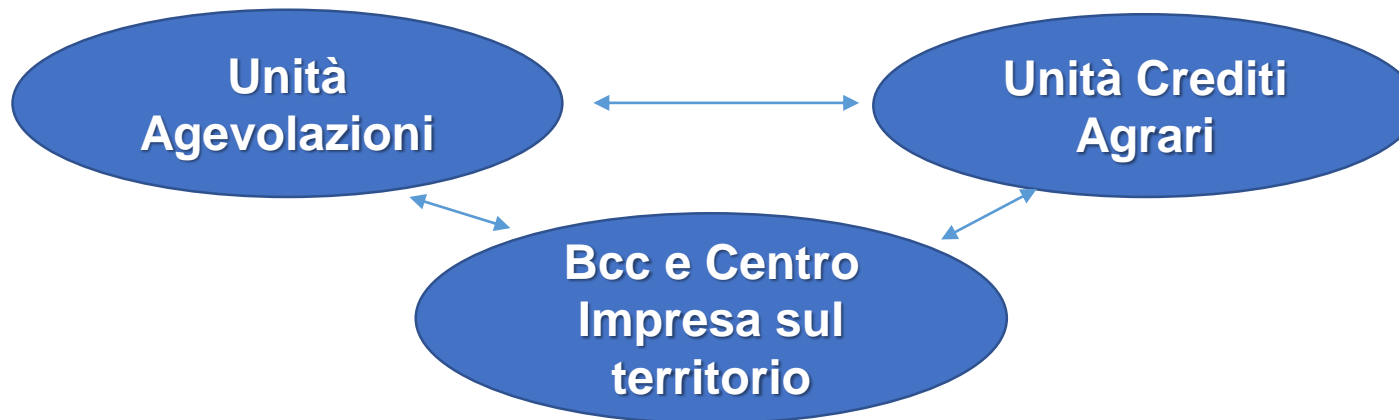 Unità
Agevolazioni
Unità Crediti
Agrari
Bcc e Centro
Impresa sul
territorio